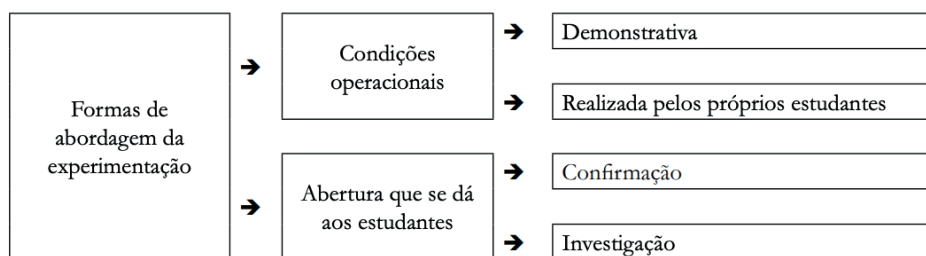 Formas de
abordagem da
experimentação
Condições
operacionais
Demonstrativa
Realizada pelos próprios estudantes
Abertura que se dá
aos estudantes
Confirmação
Investigação